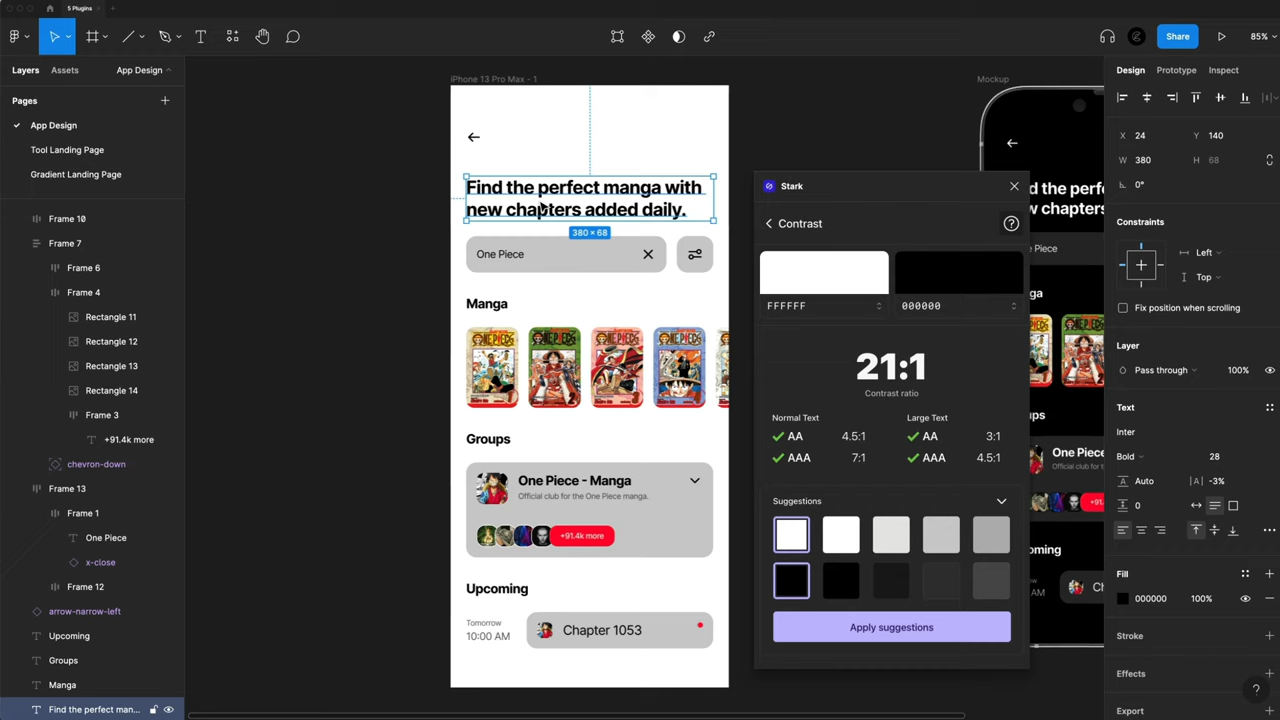 5 Plugins
Share
85%
Layers
Assets
App Design
Pages
App Design
Tool Landing Page
Gradient Landing Page
Frame 10
Frame 7
Frame 6
Frame 4
Rectangle 11
Rectangle 12
Rectangle 13
Rectangle 14
Frame 3
+91.4k more
chevron-down
Frame 13
Frame 1
One Piece
x-close
Frame 12
arrow-narrow-left
Upcoming
Groups
Manga
Find the perfect man...
iPhone 13 Pro Max - 1
Find the perfect manga with
new chapters added daily.
380 × 68
One Piece
Manga
ONE PIECE
ONE PIECE
ONE PIECE
ONE PIECE
Groups
One Piece - Manga
Official club for the One Piece manga.
+91.4k more
Upcoming
Tomorrow
10:00 AM
Chapter 1053
Stark
Contrast
FFFFFF
000000
21:1
Contrast ratio
Normal Text
Large Text
AA 4.5:1
AA 3:1
AAA 7:1
AAA 4.5:1
Suggestions
Apply suggestions
Mockup
Design
Prototype
Inspect
X 24
Y 140
W 380
H 68
0°
Constraints
Left
Top
Fix position when scrolling
Layer
Pass through
100%
Text
Inter
Bold
28
Auto
-3%
0
Fill
000000
100%
Stroke
Effects
Export